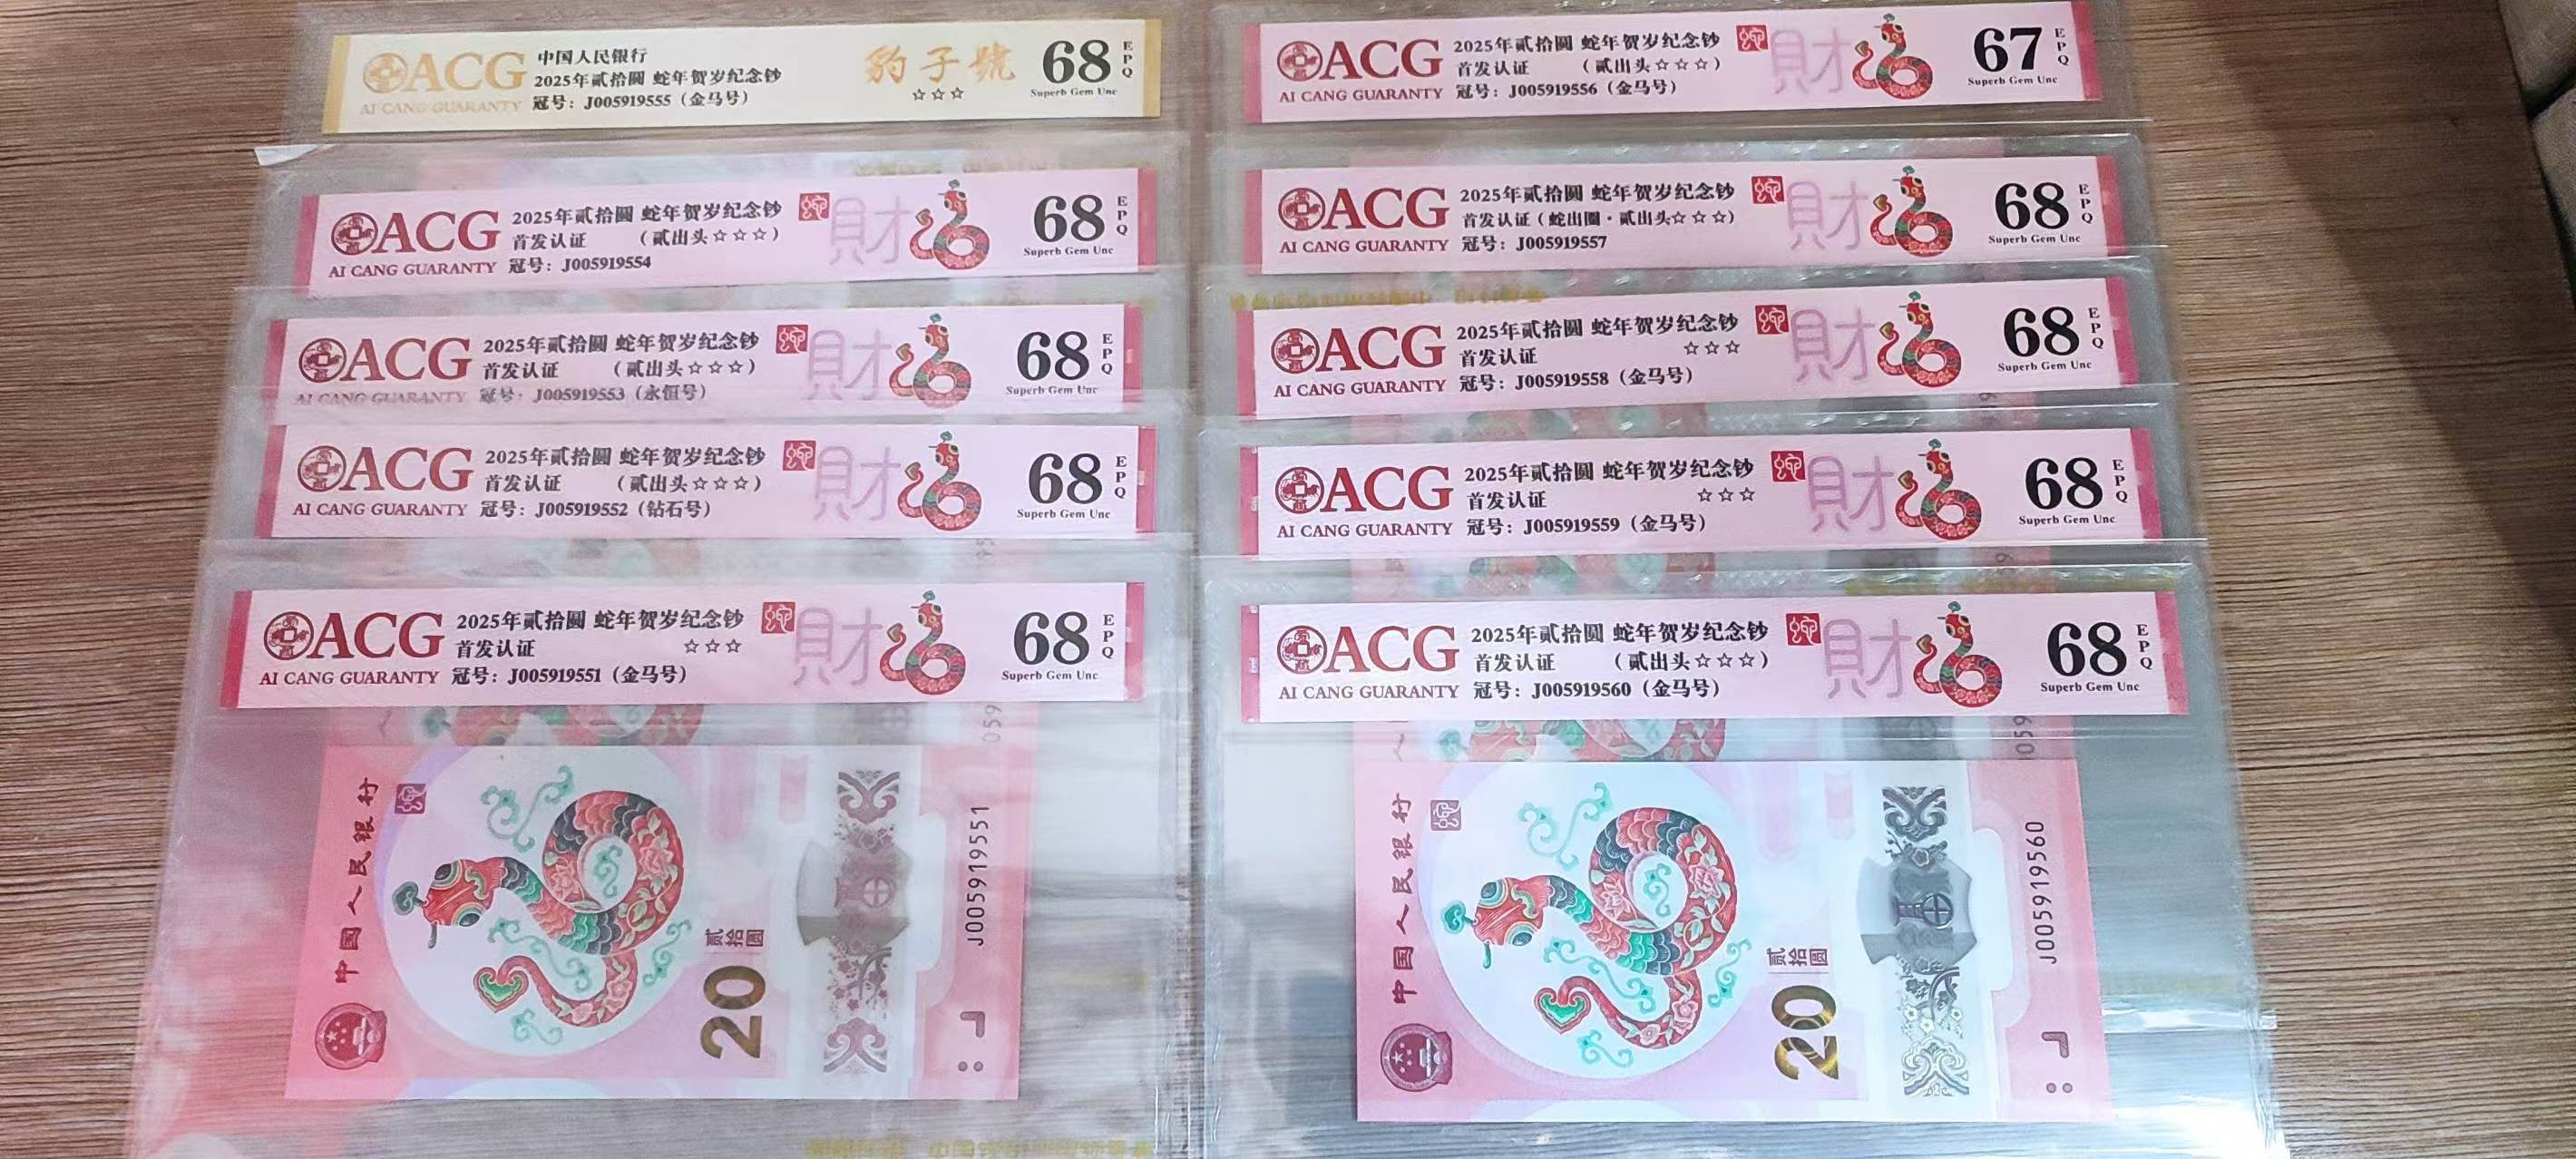 ACG
AI CANG GUARANTY
中国人民银行
2025年贰拾圆 蛇年贺岁纪念钞
冠号：J005919555（金马号）
豹子號
☆☆☆
68
EPQ
Superb Gem Unc
ACG
AI CANG GUARANTY
2025年贰拾圆 蛇年贺岁纪念钞
首发认证 （贰出头☆☆☆）
冠号：J005919554
財
68
EPQ
Superb Gem Unc
ACG
AI CANG GUARANTY
2025年贰拾圆 蛇年贺岁纪念钞
首发认证 （贰出头☆☆☆）
冠号：J005919553（永恒号）
財
68
EPQ
Superb Gem Unc
ACG
AI CANG GUARANTY
2025年贰拾圆 蛇年贺岁纪念钞
首发认证 （贰出头☆☆☆）
冠号：J005919552（钻石号）
財
68
EPQ
Superb Gem Unc
ACG
AI CANG GUARANTY
2025年贰拾圆 蛇年贺岁纪念钞
首发认证 ☆☆☆
冠号：J005919551（金马号）
財
68
EPQ
Superb Gem Unc
中国人民银行
20
贰拾圆
J005919551
ACG
AI CANG GUARANTY
2025年贰拾圆 蛇年贺岁纪念钞
首发认证 （贰出头☆☆☆）
冠号：J005919556（金马号）
財
67
EPQ
Superb Gem Unc
ACG
AI CANG GUARANTY
2025年贰拾圆 蛇年贺岁纪念钞
首发认证（蛇出圈·贰出头☆☆☆）
冠号：J005919557
財
68
EPQ
Superb Gem Unc
ACG
AI CANG GUARANTY
2025年贰拾圆 蛇年贺岁纪念钞
首发认证 ☆☆☆
冠号：J005919558（金马号）
財
68
EPQ
Superb Gem Unc
ACG
AI CANG GUARANTY
2025年贰拾圆 蛇年贺岁纪念钞
首发认证 ☆☆☆
冠号：J005919559（金马号）
財
68
EPQ
Superb Gem Unc
ACG
AI CANG GUARANTY
2025年贰拾圆 蛇年贺岁纪念钞
首发认证 （贰出头☆☆☆）
冠号：J005919560（金马号）
財
68
EPQ
Superb Gem Unc
中国人民银行
20
贰拾圆
J005919560